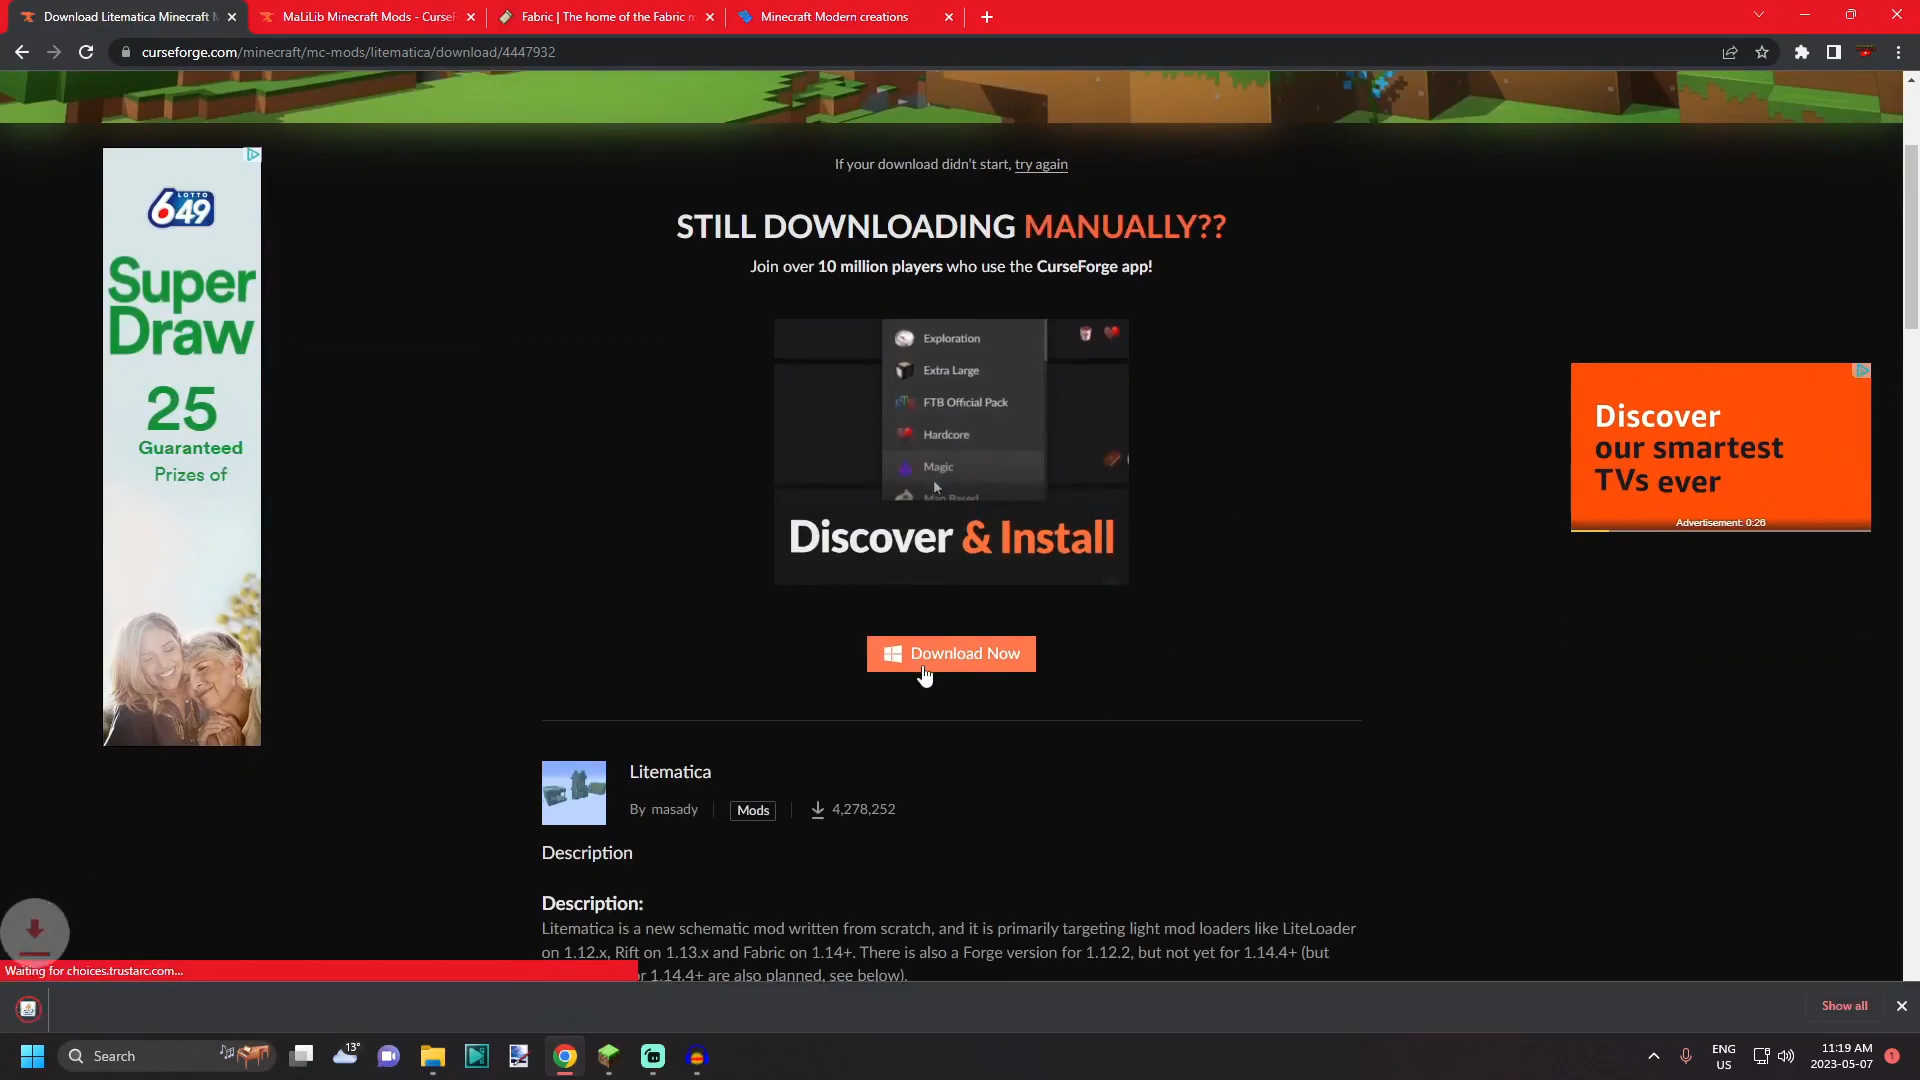 Download Litematica Minecraft M
MaLiLib Minecraft Mods - CurseF
Fabric | The home of the Fabric m
Minecraft Modern creations
curseforge.com/minecraft/mc-mods/litematica/download/4447932
If your download didn't start, try again
STILL DOWNLOADING MANUALLY??
Join over 10 million players who use the CurseForge app!
LOTTO
649
Super
Draw
25
Guaranteed
Prizes of
Exploration
Extra Large
FTB Official Pack
Hardcore
Magic
Map Based
Discover & Install
Discover
our smartest
TVs ever
Advertisement: 0:26
Download Now
Litematica
By masady
Mods
4,278,252
Description
Description:
Litematica is a new schematic mod written from scratch, and it is primarily targeting light mod loaders like LiteLoader
on 1.12.x, Rift on 1.13.x and Fabric on 1.14+. There is also a Forge version for 1.12.2, but not yet for 1.14.4+ (but
r 1.14.4+ are also planned, see below).
Waiting for choices.trustarc.com...
Show all
Search
13°
ENG
US
11:19 AM
2023-05-07
1